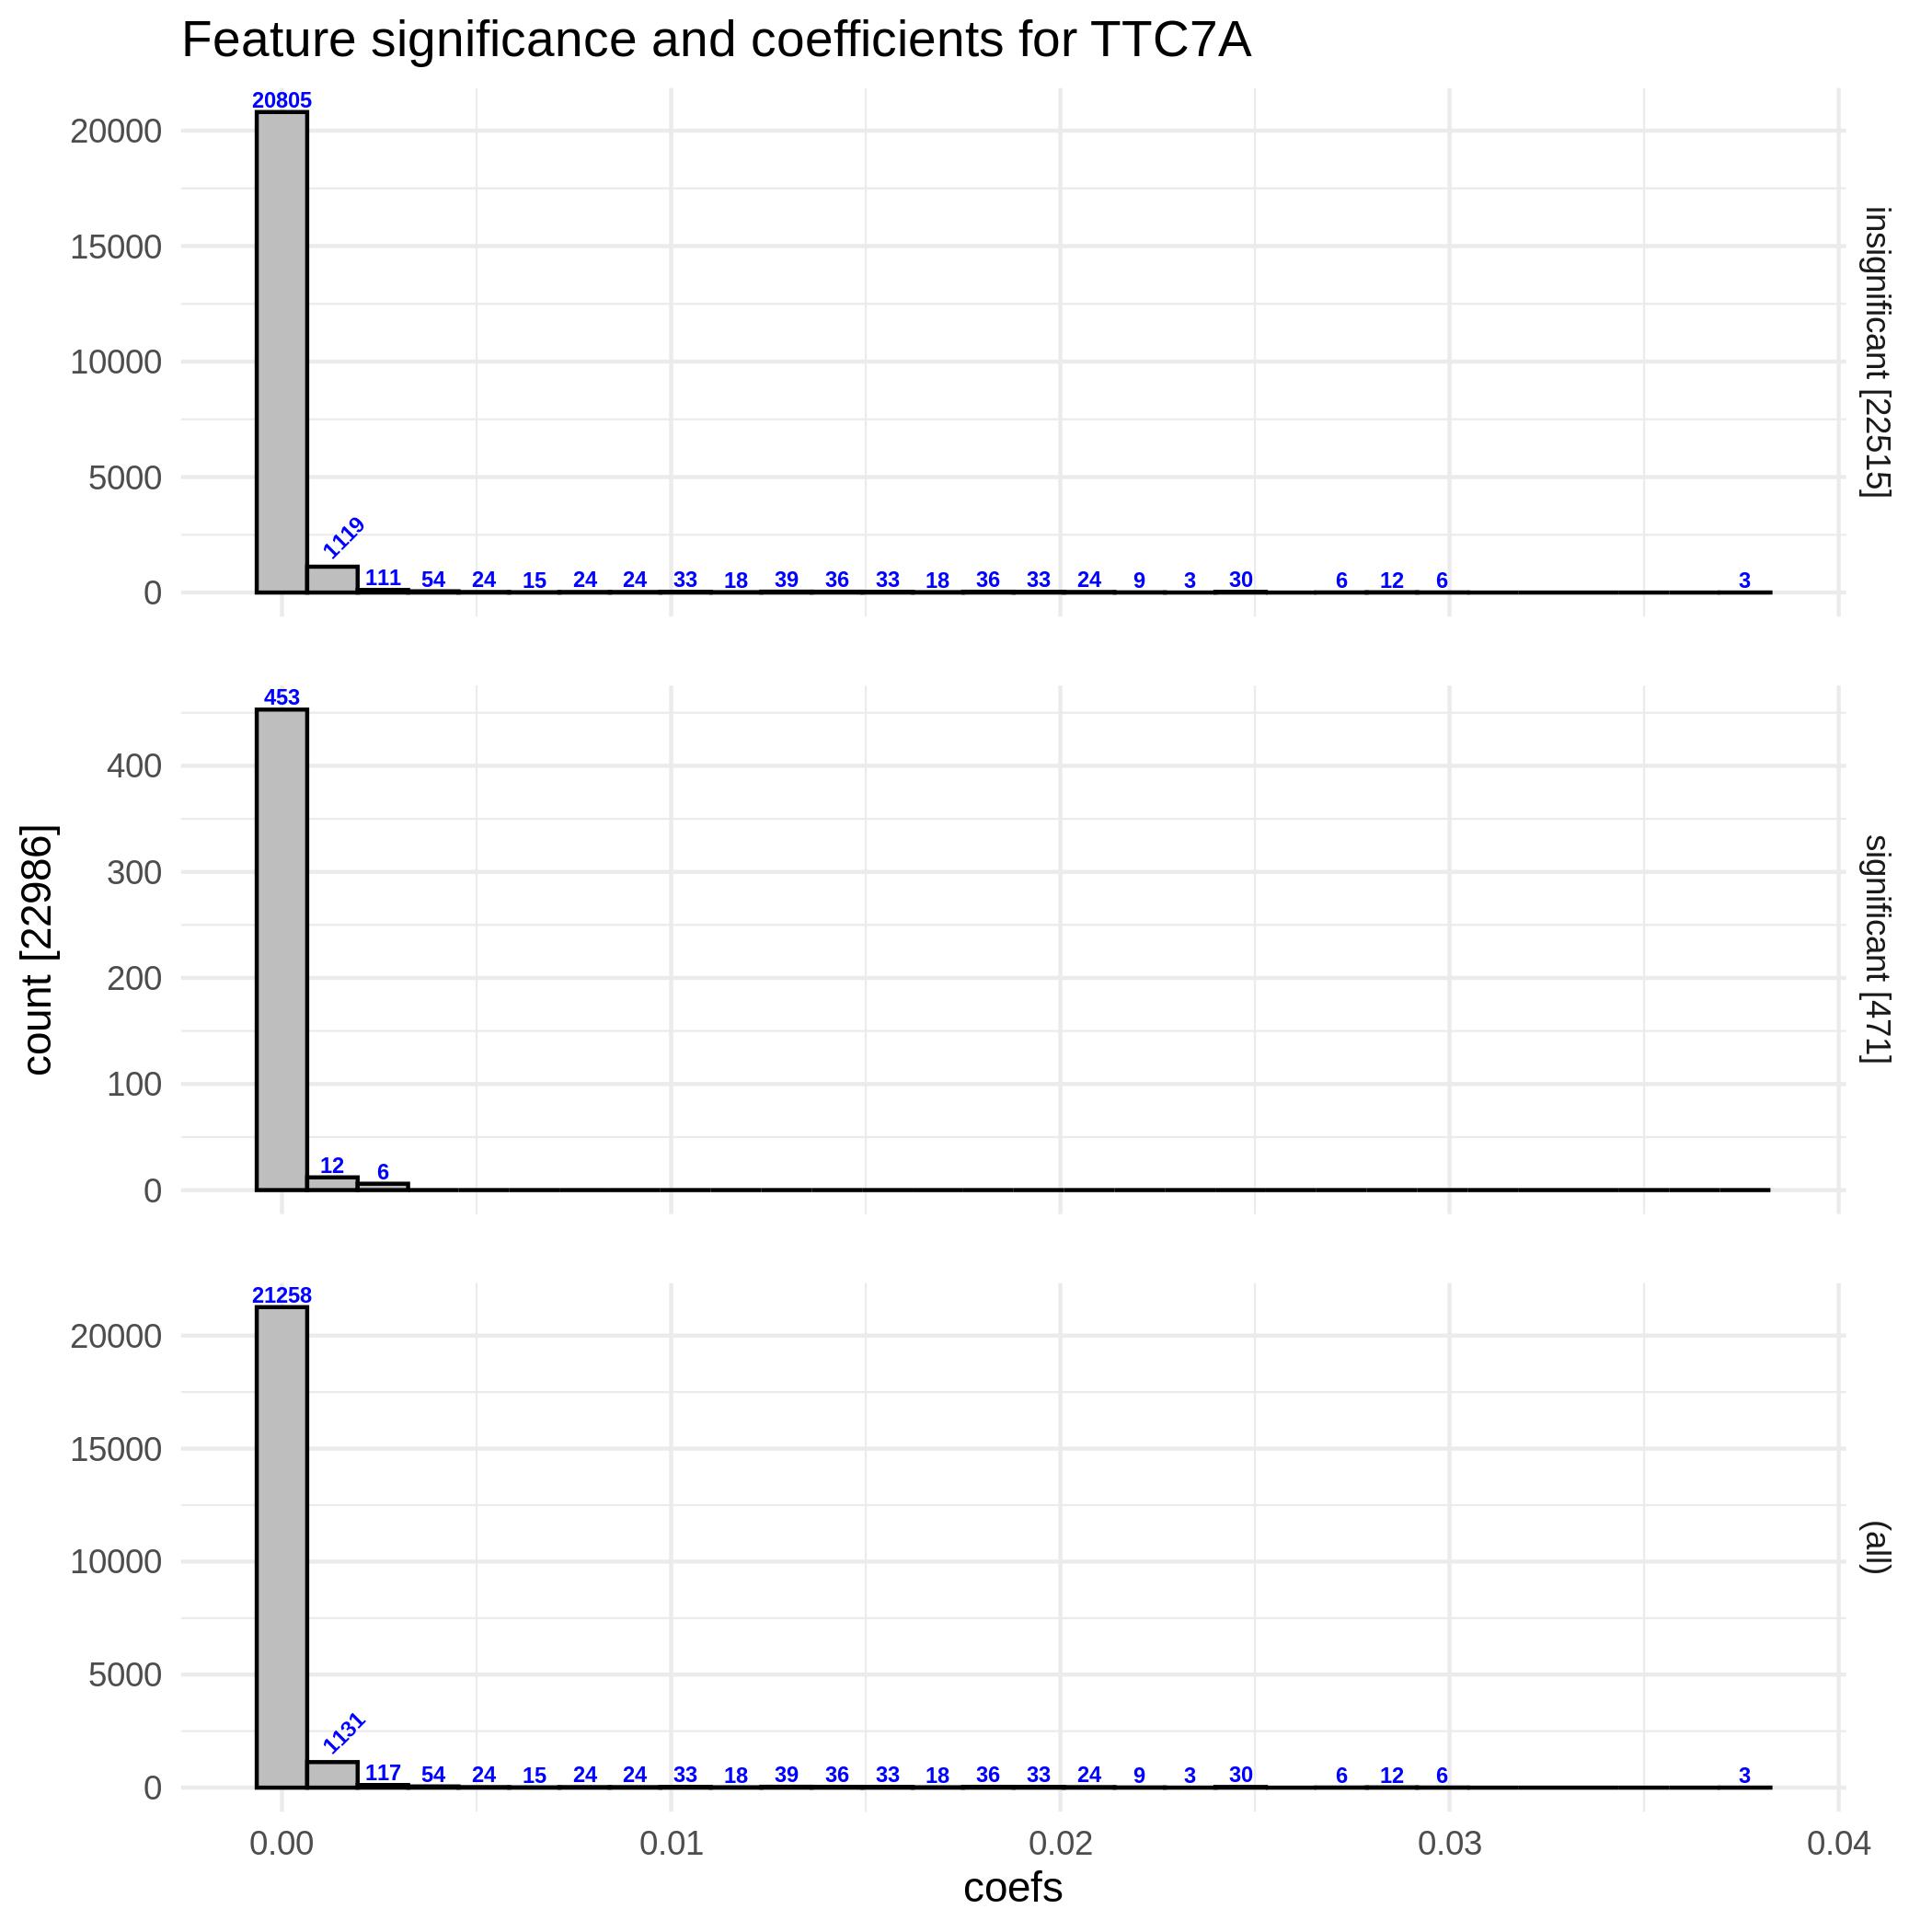 Feature significance and coefficients for TTC7A
20805
20000
15000
10000
5000
0
1119
111 54 24 15 24 24 33 18 39 36 33 18 36 33 24 9 3 30 6 12 6 3
insignificant [22515]
453
400
300
200
100
0
12 6
significant [471]
count [22986]
21258
20000
15000
10000
5000
0
1131
117 54 24 15 24 24 33 18 39 36 33 18 36 33 24 9 3 30 6 12 6 3
(all)
0.00 0.01 0.02 0.03 0.04
coefs